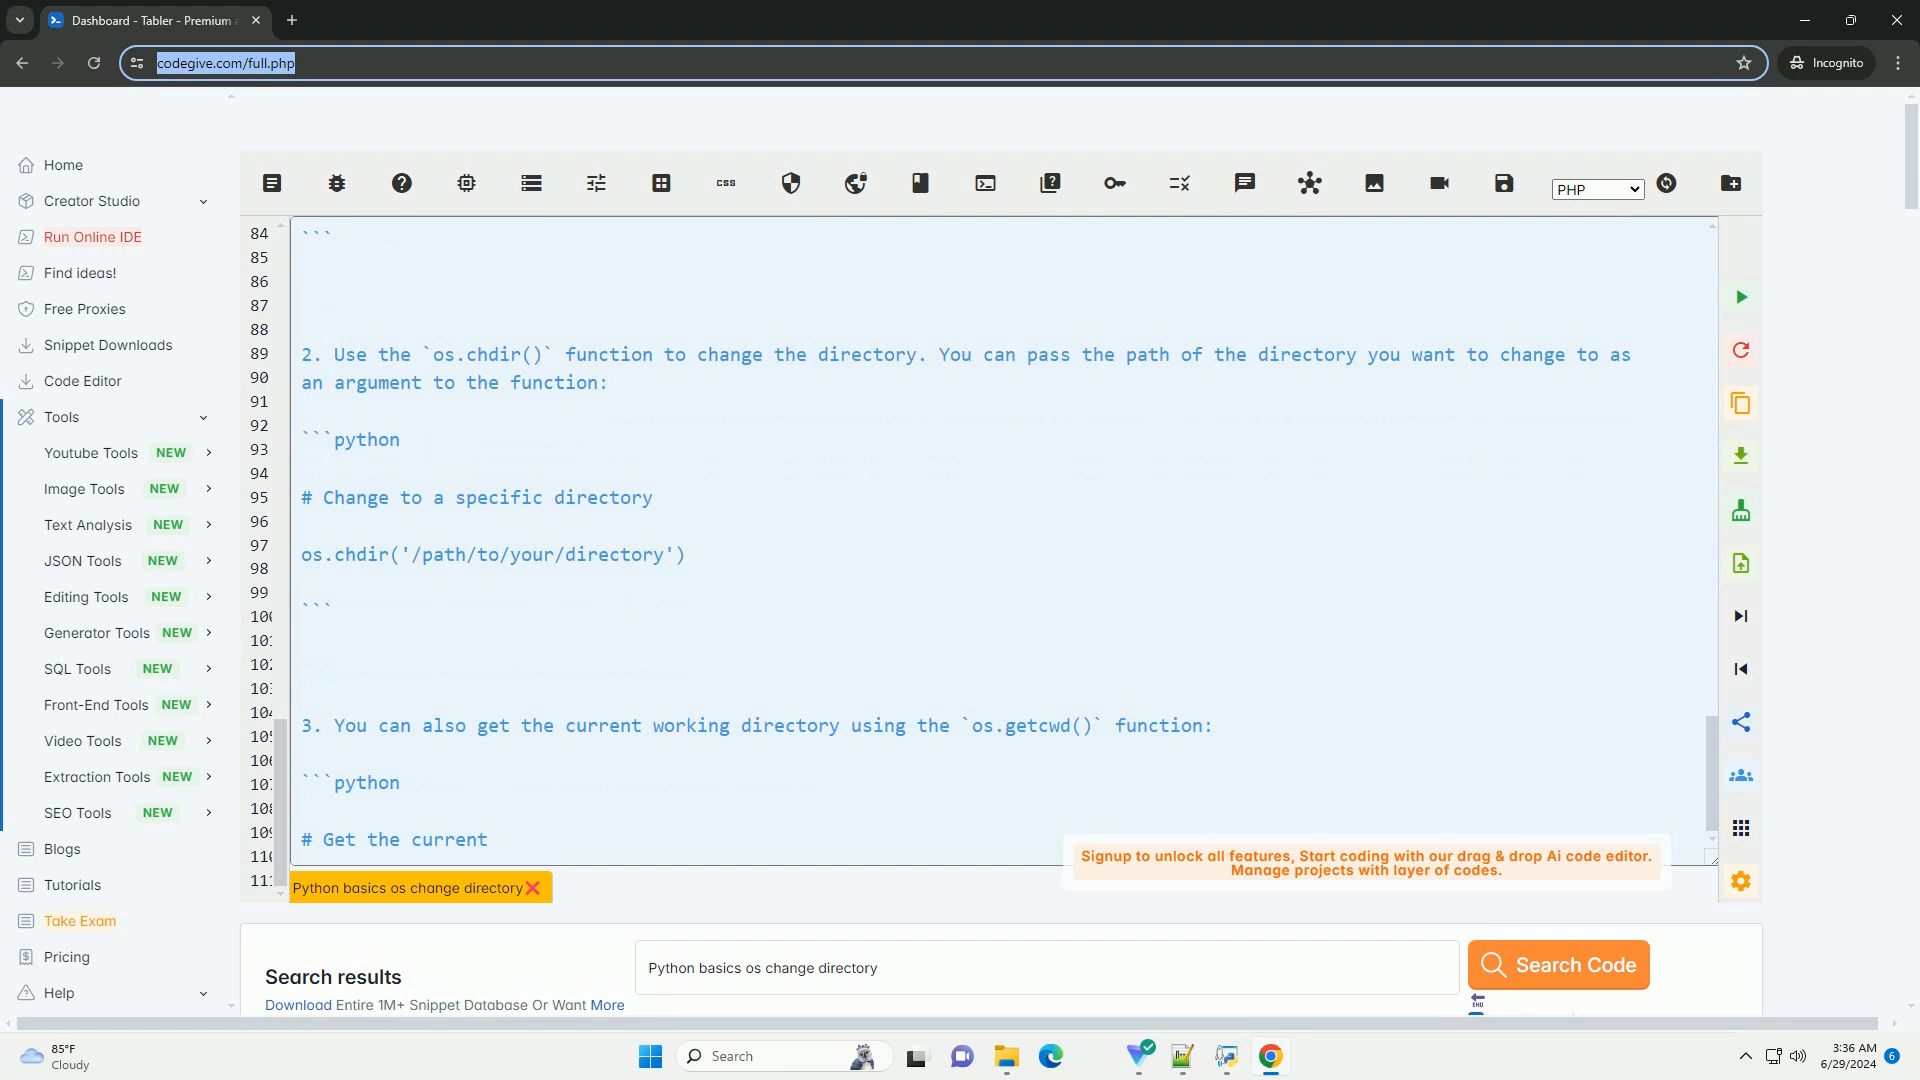 Dashboard - Tabler - Premium
codegive.com/full.php
Incognito
Home
Creator Studio
Run Online IDE
Find ideas!
Free Proxies
Snippet Downloads
Code Editor
Tools
Youtube Tools NEW
Image Tools NEW
Text Analysis NEW
JSON Tools NEW
Editing Tools NEW
Generator Tools NEW
SQL Tools NEW
Front-End Tools NEW
Video Tools NEW
Extraction Tools NEW
SEO Tools NEW
Blogs
Tutorials
Take Exam
Pricing
Help
css
PHP
84
85
86
87
88
89
90
91
92
93
94
95
96
97
98
99
```
2. Use the `os.chdir()` function to change the directory. You can pass the path of the directory you want to change to as
an argument to the function:
```python
# Change to a specific directory
os.chdir('/path/to/your/directory')
```
3. You can also get the current working directory using the `os.getcwd()` function:
```python
# Get the current
Signup to unlock all features, Start coding with our drag & drop Ai code editor.
Manage projects with layer of codes.
Python basics os change directory
Search results
Download Entire 1M+ Snippet Database Or Want More
Python basics os change directory
Search Code
END
85°F
Cloudy
Search
3:36 AM
6/29/2024
6